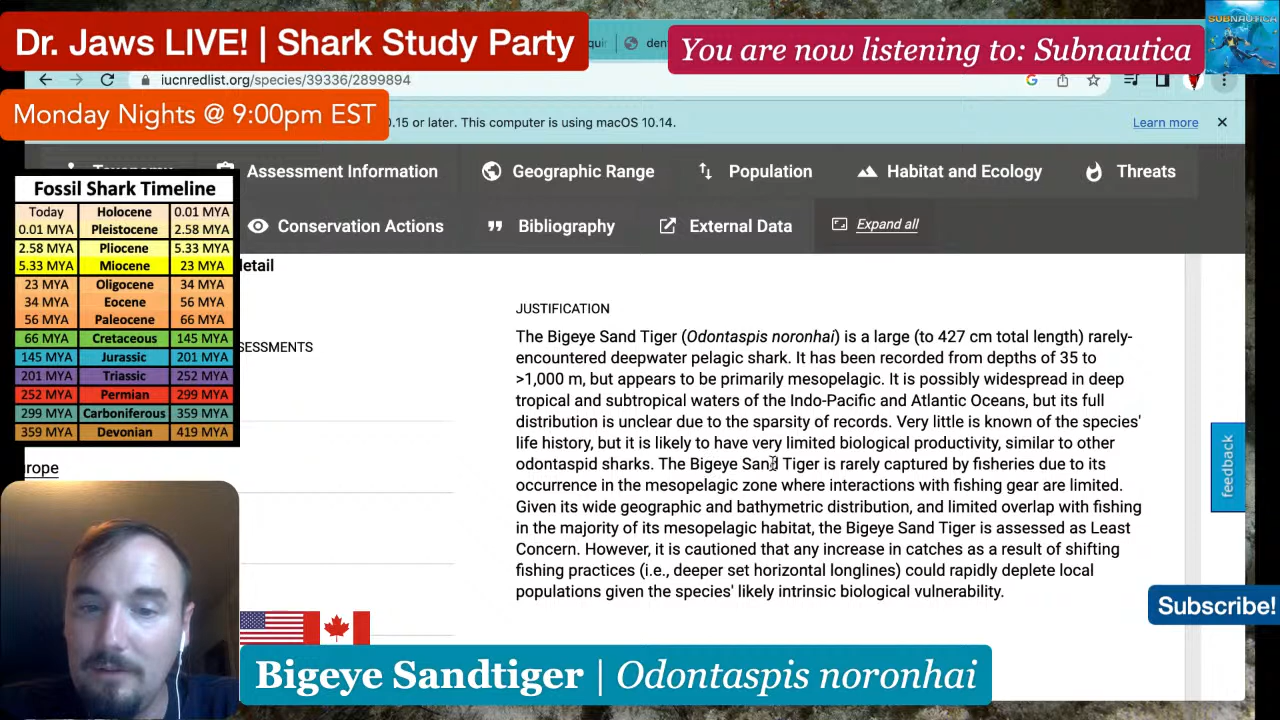 Dr. Jaws LIVE! | Shark Study Party
You are now listening to: Subnautica
SUBNAUTICA
iucnredlist.org/species/39336/2899894
Monday Nights @ 9:00pm EST
.15 or later. This computer is using macOS 10.14.
Learn more
Taxonomy
Assessment Information
Geographic Range
Population
Habitat and Ecology
Threats
Conservation Actions
Bibliography
External Data
Expand all
Fossil Shark Timeline
Today Holocene 0.01 MYA
0.01 MYA Pleistocene 2.58 MYA
2.58 MYA Pliocene 5.33 MYA
5.33 MYA Miocene 23 MYA
23 MYA Oligocene 34 MYA
34 MYA Eocene 56 MYA
56 MYA Paleocene 66 MYA
66 MYA Cretaceous 145 MYA
145 MYA Jurassic 201 MYA
201 MYA Triassic 252 MYA
252 MYA Permian 299 MYA
299 MYA Carboniferous 359 MYA
359 MYA Devonian 419 MYA
detail
SESSMENTS
urope
JUSTIFICATION
The Bigeye Sand Tiger (Odontaspis noronhai) is a large (to 427 cm total length) rarely-
encountered deepwater pelagic shark. It has been recorded from depths of 35 to
>1,000 m, but appears to be primarily mesopelagic. It is possibly widespread in deep
tropical and subtropical waters of the Indo-Pacific and Atlantic Oceans, but its full
distribution is unclear due to the sparsity of records. Very little is known of the species'
life history, but it is likely to have very limited biological productivity, similar to other
odontaspid sharks. The Bigeye Sand Tiger is rarely captured by fisheries due to its
occurrence in the mesopelagic zone where interactions with fishing gear are limited.
Given its wide geographic and bathymetric distribution, and limited overlap with fishing
in the majority of its mesopelagic habitat, the Bigeye Sand Tiger is assessed as Least
Concern. However, it is cautioned that any increase in catches as a result of shifting
fishing practices (i.e., deeper set horizontal longlines) could rapidly deplete local
populations given the species' likely intrinsic biological vulnerability.
feedback
Subscribe!
Bigeye Sandtiger | Odontaspis noronhai